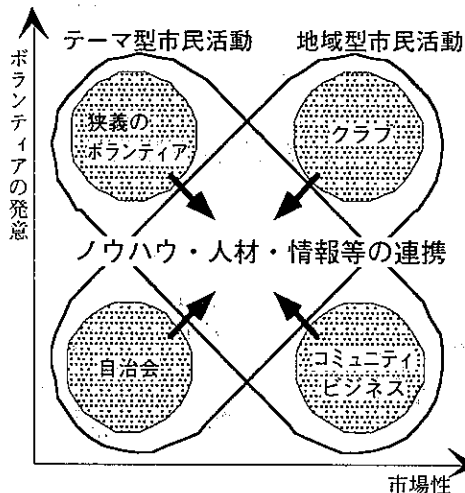 テーマ型市民活動
地域型市民活動
ボランティアの発意
狭義の
ボランティア
クラブ
ノウハウ・人材・情報等の連携
自治会
コミュニティ
ビジネス
市場性